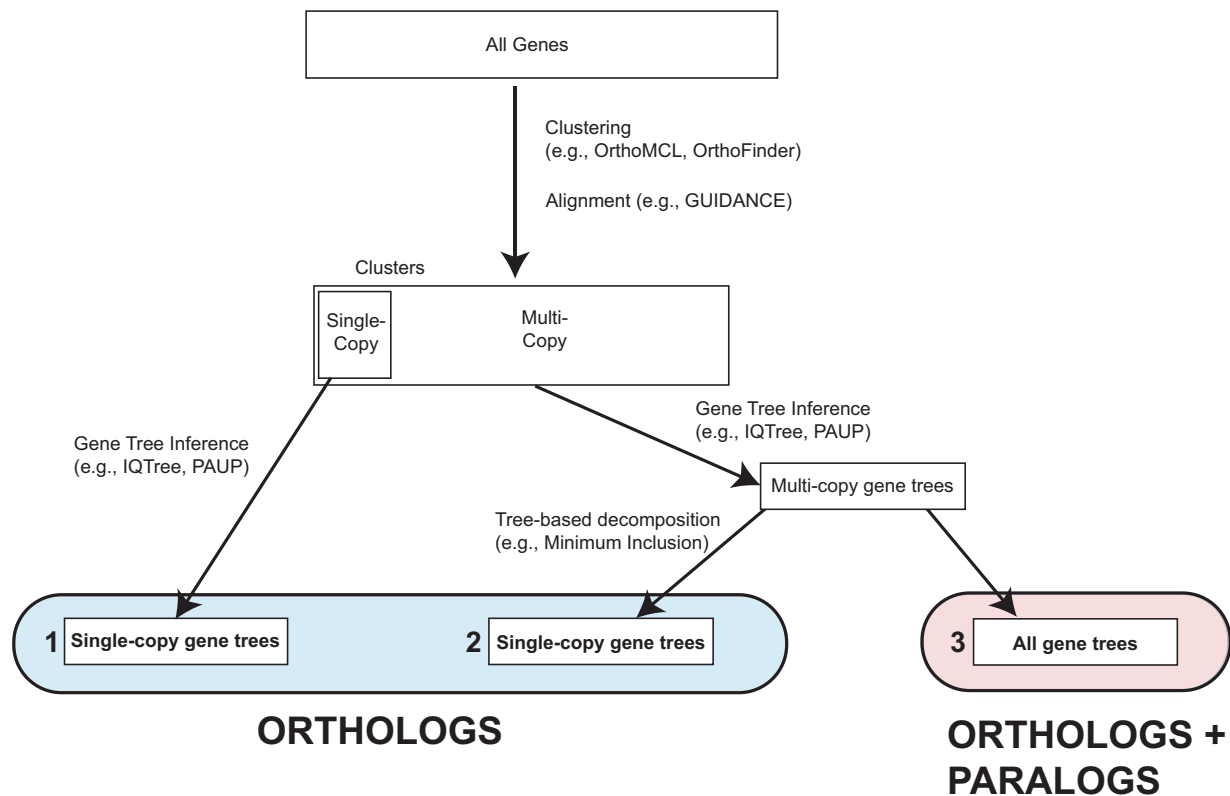 All Genes
Clustering
(e.g., OrthoMCL, OrthoFinder)
Alignment (e.g., GUIDANCE)
Clusters
Single-
Copy
Multi-
Copy
Gene Tree Inference
(e.g., IQTree, PAUP)
Gene Tree Inference
(e.g., IQTree, PAUP)
Multi-copy gene trees
Tree-based decomposition
(e.g., Minimum Inclusion)
1 Single-copy gene trees
2 Single-copy gene trees
3 All gene trees
ORTHOLOGS
ORTHOLOGS +
PARALOGS